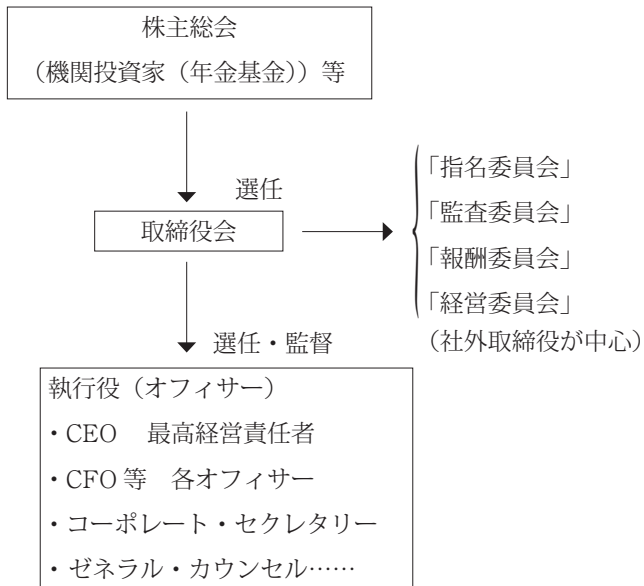 株主総会
（機関投資家（年金基金））等
選任
取締役会
「指名委員会」
「監査委員会」
「報酬委員会」
「経営委員会」
（社外取締役が中心）
選任・監督
執行役（オフィサー）
・CEO　最高経営責任者
・CFO 等　各オフィサー
・コーポレート・セクレタリー
・ゼネラル・カウンセル……